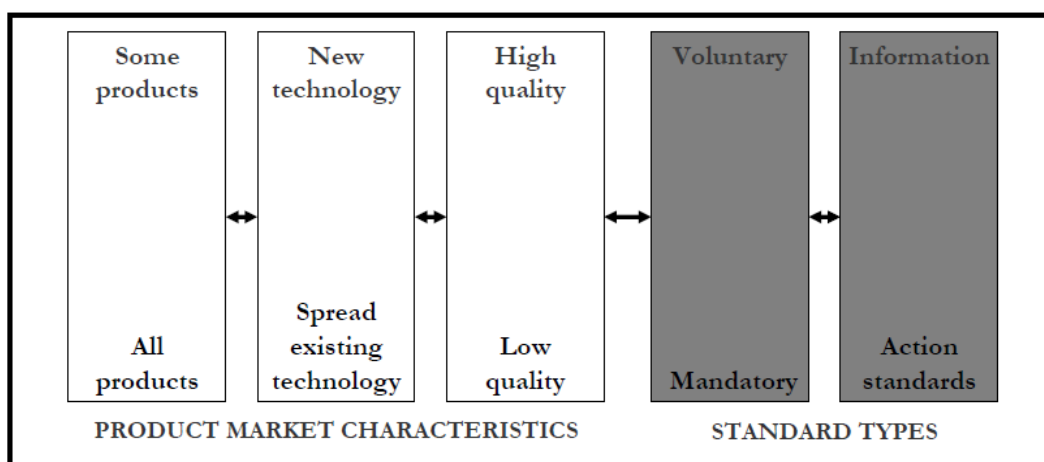 Some
products
New
technology
High
quality
Voluntary
Information
All
products
Spread
existing
technology
Low
quality
Mandatory
Action
standards
PRODUCT MARKET CHARACTERISTICS
STANDARD TYPES